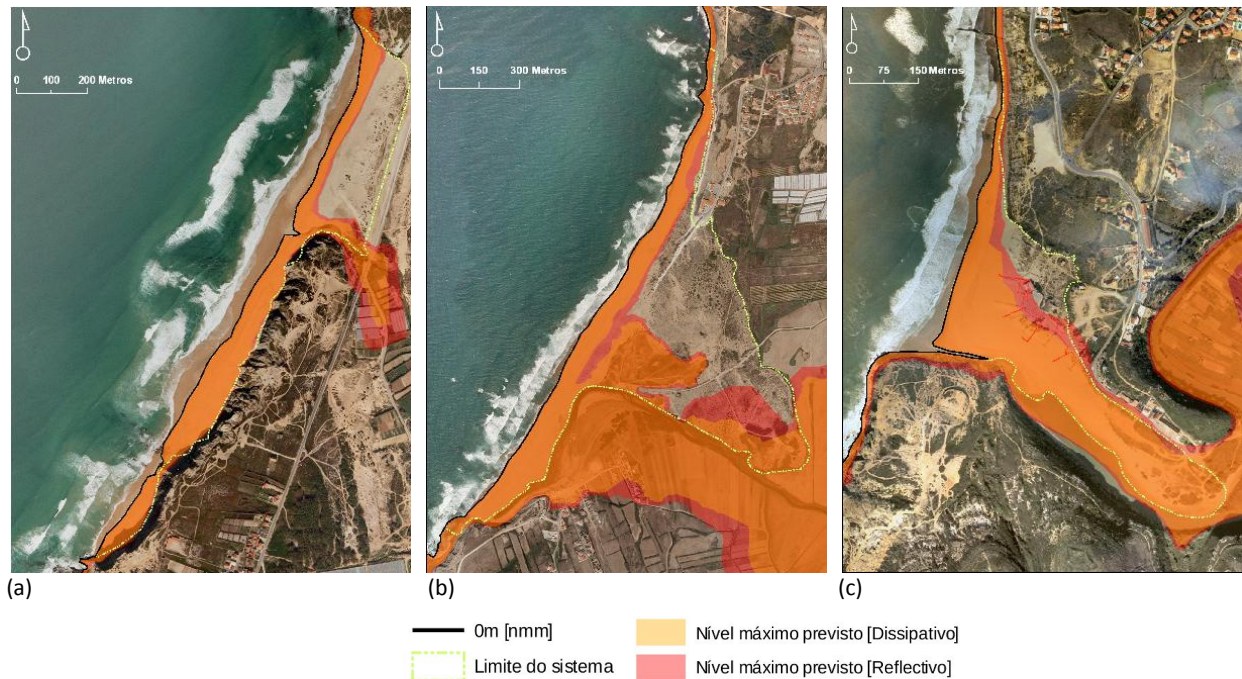 0 100 200 Metros
0 150 300 Metros
0 75 150 Metros
(a)
(b)
(c)
0m [nmm]
Nível máximo previsto [Dissipativo]
Limite do sistema
Nível máximo previsto [Reflectivo]